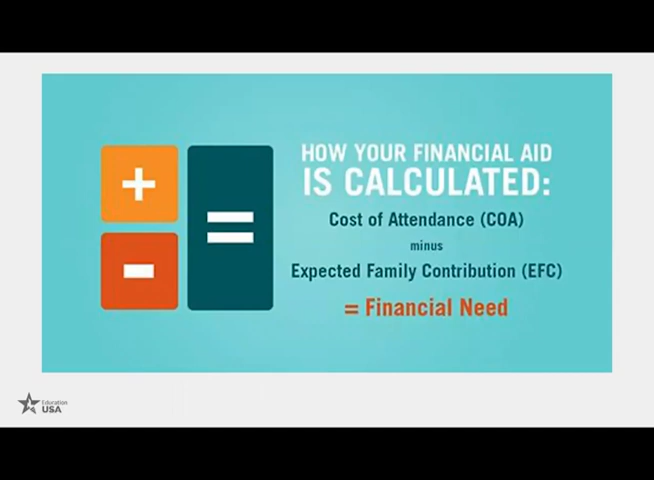 HOW YOUR FINANCIAL AID
IS CALCULATED:
Cost of Attendance (COA)
minus
Expected Family Contribution (EFC)
= Financial Need
Education
USA